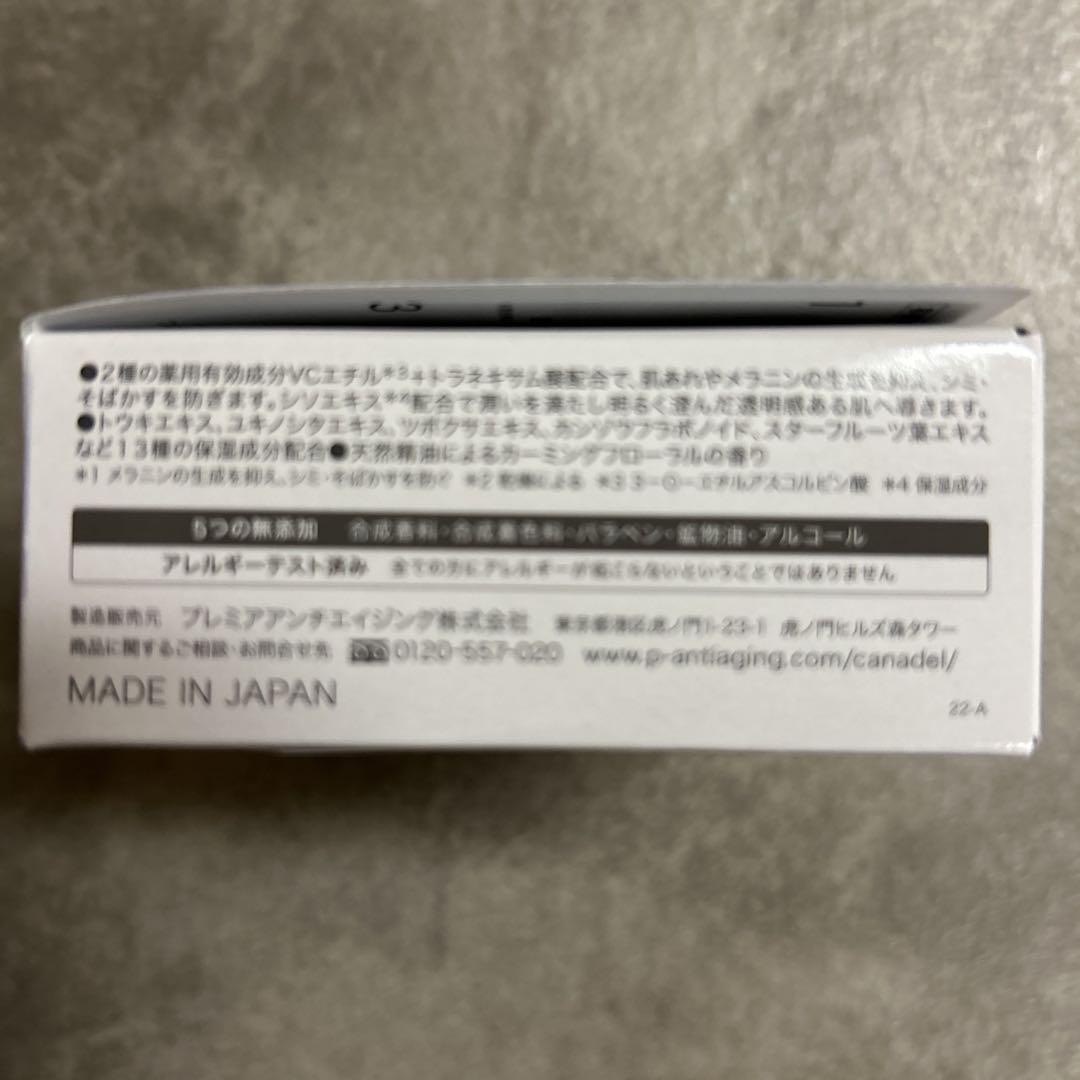 ●2種の薬用有効成分VCエチル*3+トラネキサム酸配合で、肌あれやメラニンの生成を抑え、シミ・
そばかすを防ぎます。シソエキス*4配合で潤いを満たし明るく澄んだ透明感ある肌へ導きます。
●トウキエキス、ユキノシタエキス、ツボクサエキス、カンゾウフラボノイド、スターフルーツ葉エキス
など13種の保湿成分配合●天然精油によるカーミングフローラルの香り
*1 メラニンの生成を抑え、シミ・そばかすを防ぐ *2 乾燥による *3 3-O-エチルアスコルビン酸 *4 保湿成分
5つの無添加 合成香料・合成着色料・パラベン・鉱物油・アルコール
アレルギーテスト済み 全ての方にアレルギーが起こらないということではありません
製造販売元 プレミアアンチエイジング株式会社 東京都港区虎ノ門1-23-1 虎ノ門ヒルズ森タワー
商品に関するご相談・お問合せ先 0120-557-020 www.p-antiaging.com/canadel/
MADE IN JAPAN
22-A